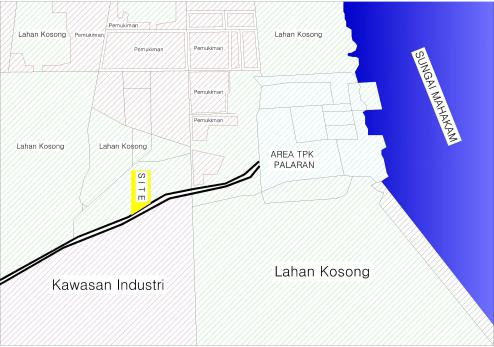 Lahan Kosong
Pemukiman
Pemukiman
Pemukiman
Pemukiman
Lahan Kosong
SUNGAI MAHAKAM
Pemukiman
Pemukiman
Lahan Kosong
Lahan Kosong
AREA TPK
PALARAN
SITE
Kawasan Industri
Lahan Kosong